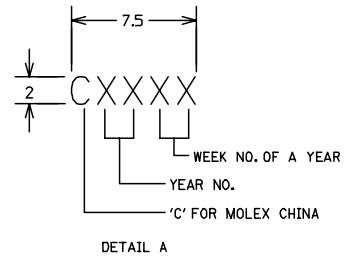 7.5
2
CXXXX
WEEK NO. OF A YEAR
YEAR NO.
'C' FOR MOLEX CHINA
DETAIL A